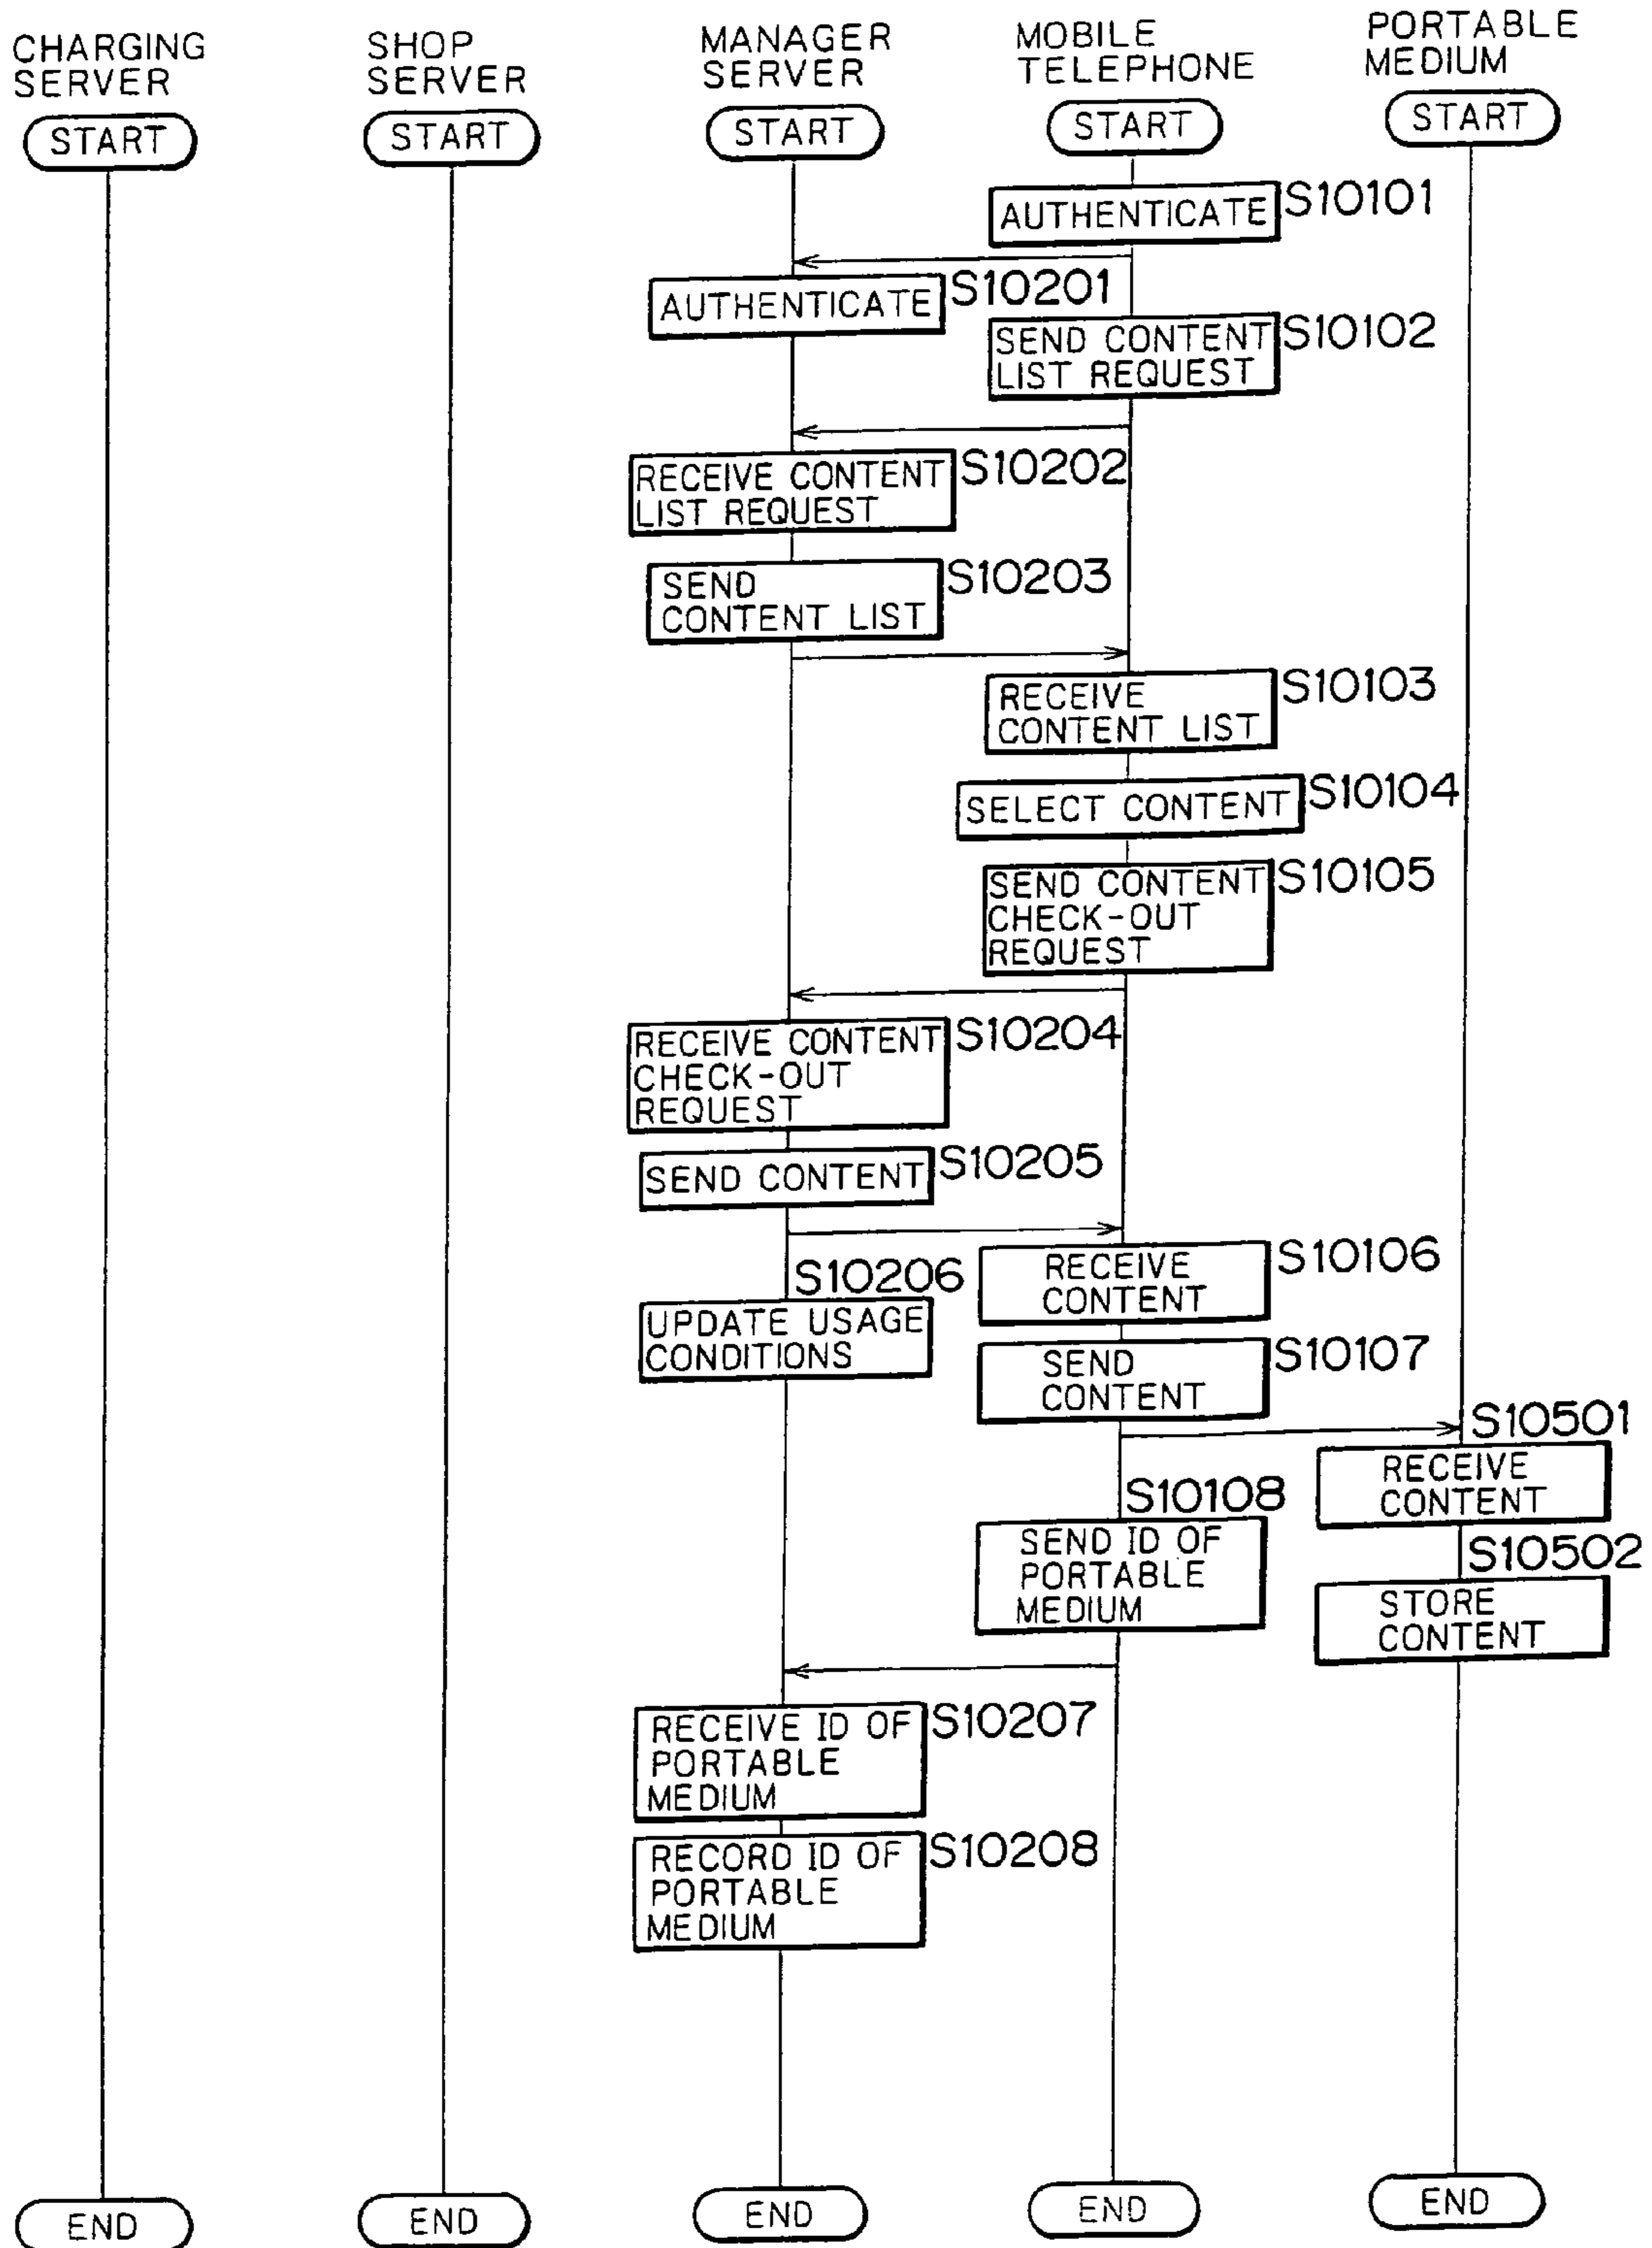 CHARGING
SERVER
SHOP
SERVER
MANAGER
SERVER
MOBILE
TELEPHONE
PORTABLE
MEDIUM
START
START
START
START
START
AUTHENTICATE
S10101
AUTHENTICATE
S10201
SEND CONTENT
LIST REQUEST
S10102
RECEIVE CONTENT
LIST REQUEST
S10202
SEND
CONTENT LIST
S10203
RECEIVE
CONTENT LIST
S10103
SELECT CONTENT
S10104
SEND CONTENT
CHECK-OUT
REQUEST
S10105
RECEIVE CONTENT
CHECK-OUT
REQUEST
S10204
SEND CONTENT
S10205
RECEIVE
CONTENT
S10106
S10206
UPDATE USAGE
CONDITIONS
SEND
CONTENT
S10107
S10501
RECEIVE
CONTENT
S10108
SEND ID OF
PORTABLE
MEDIUM
S10502
STORE
CONTENT
RECEIVE ID OF
PORTABLE
MEDIUM
S10207
RECORD ID OF
PORTABLE
MEDIUM
S10208
END
END
END
END
END